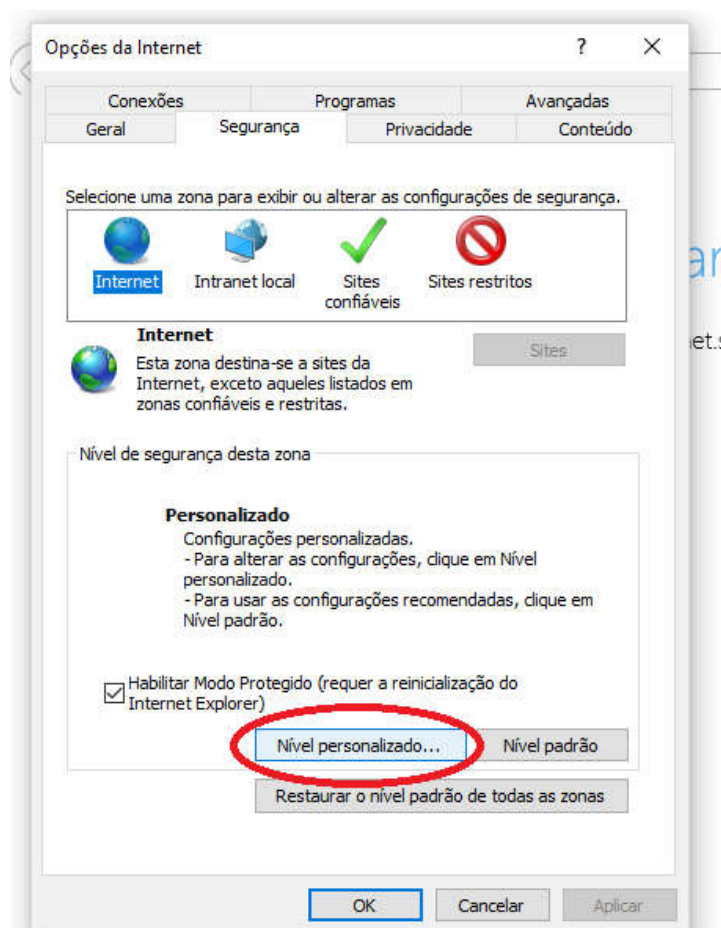 Opções da Internet
?
Conexões Programas Avançadas
Geral Segurança Privacidade Conteúdo
Selecione uma zona para exibir ou alterar as configurações de segurança.
Internet Intranet local Sites confiáveis Sites restritos
Internet
Sites
Esta zona destina-se a sites da
Internet, exceto aqueles listados em
zonas confiáveis e restritas.
Nível de segurança desta zona
Personalizado
Configurações personalizadas.
- Para alterar as configurações, clique em Nível
personalizado.
- Para usar as configurações recomendadas, clique em
Nível padrão.
Habilitar Modo Protegido (requer a reinicialização do
Internet Explorer)
Nível personalizado... Nível padrão
Restaurar o nível padrão de todas as zonas
OK Cancelar Aplicar